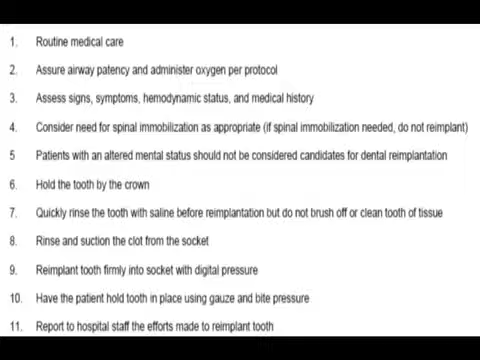 1. Routine medical care
2. Assure airway patency and administer oxygen per protocol
3. Assess signs, symptoms, hemodynamic status, and medical history
4. Consider need for spinal immobilization as appropriate (if spinal immobilization needed, do not reimplant)
5 Patients with an altered mental status should not be considered candidates for dental reimplantation
6. Hold the tooth by the crown
7. Quickly rinse the tooth with saline before reimplantation but do not brush off or clean tooth of tissue
8. Rinse and suction the clot from the socket
9. Reimplant tooth firmly into socket with digital pressure
10. Have the patient hold tooth in place using gauze and bite pressure
11. Report to hospital staff the efforts made to reimplant tooth